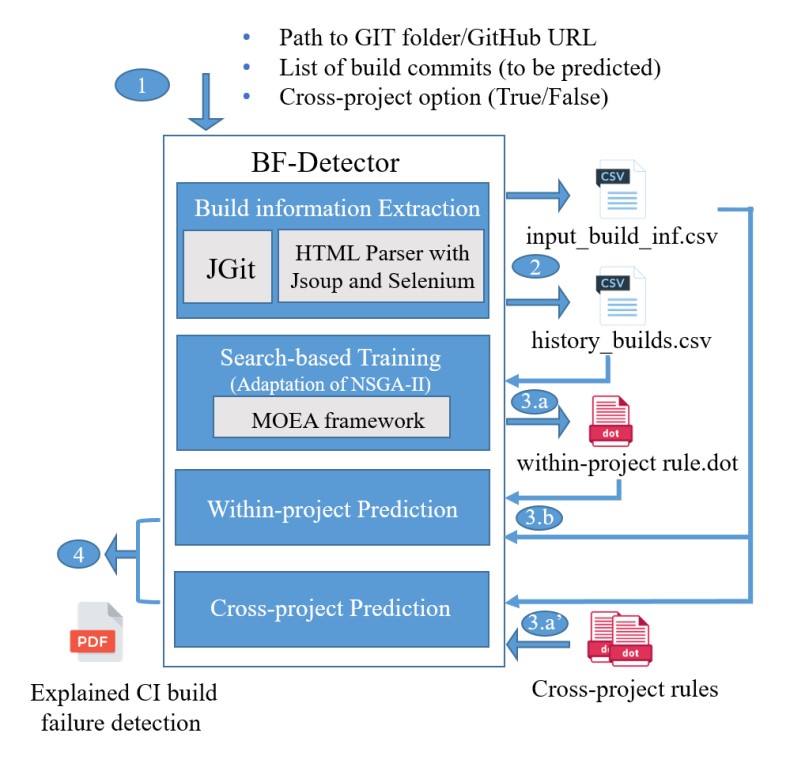 • Path to GIT folder/GitHub URL
• List of build commits (to be predicted)
• Cross-project option (True/False)
1
BF-Detector
Build information Extraction
JGit
HTML Parser with
Jsoup and Selenium
CSV
input_build_inf.csv
2
CSV
history_builds.csv
Search-based Training
(Adaptation of NSGA-II)
MOEA framework
3.a
dot
within-project rule.dot
Within-project Prediction
3.b
4
Cross-project Prediction
3.a’
do
dot
Cross-project rules
PDF
Explained CI build
failure detection